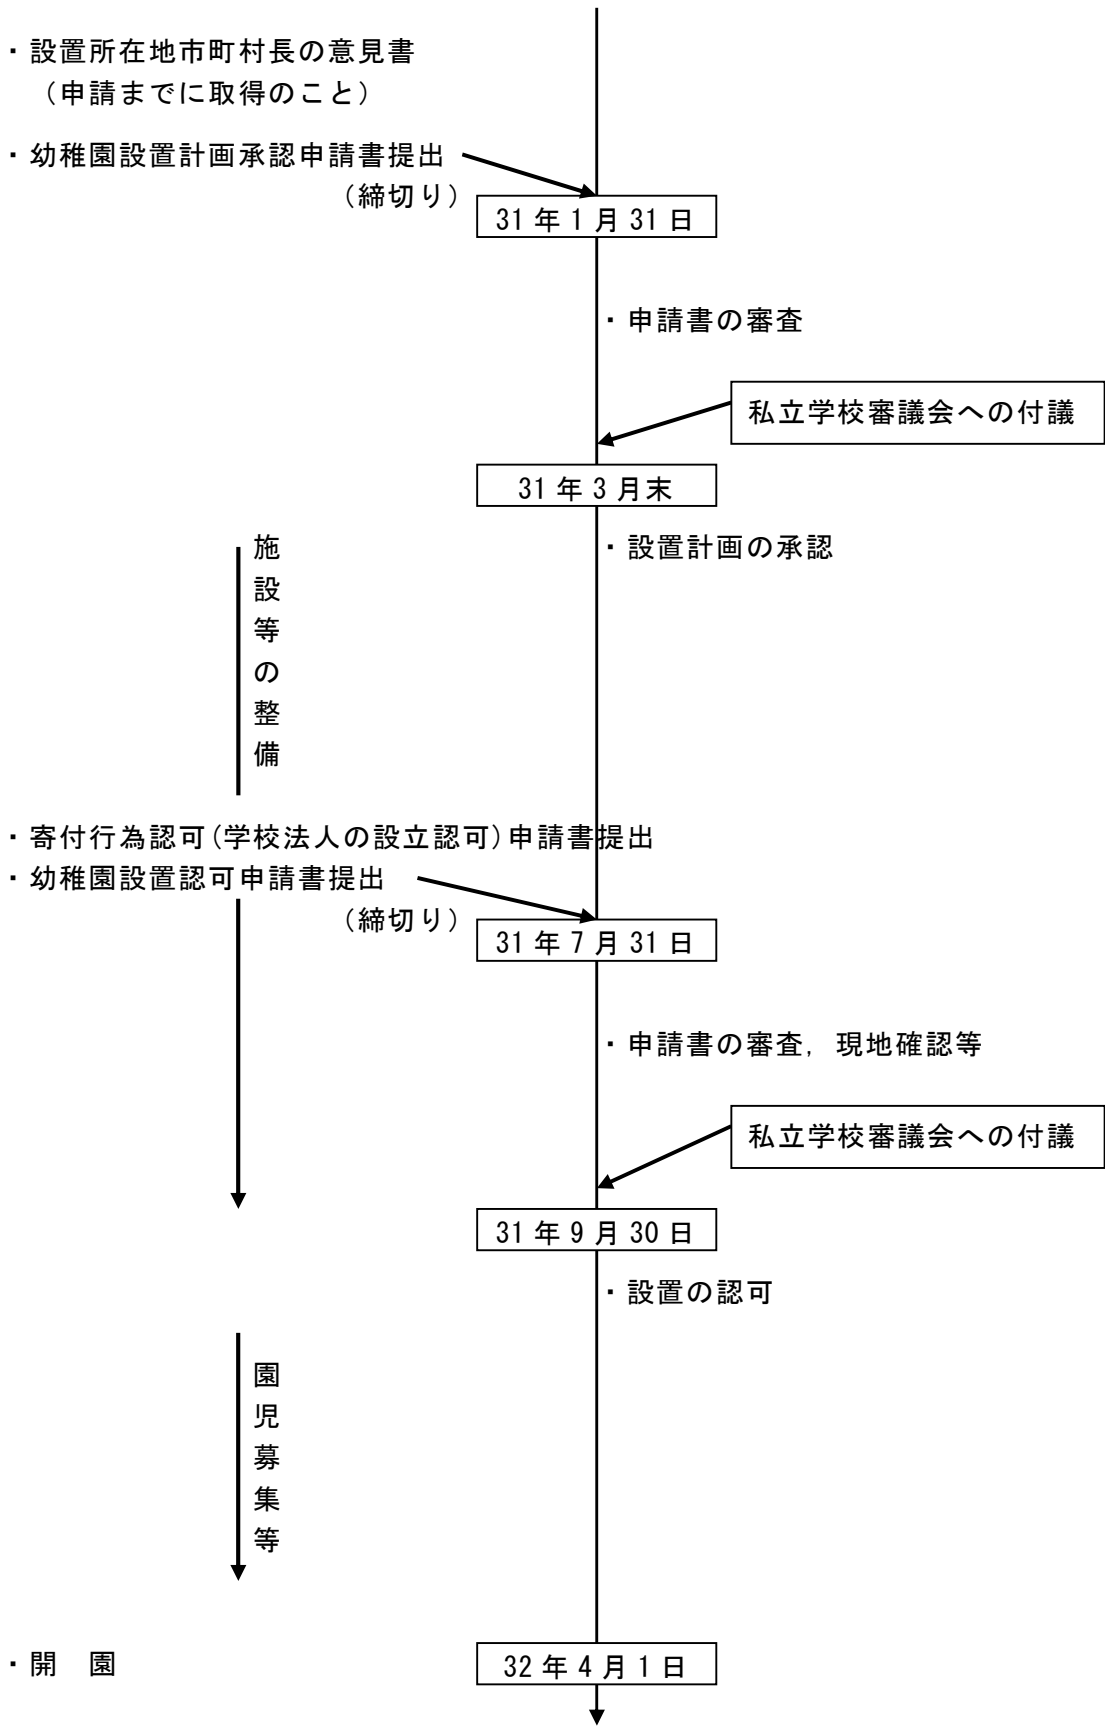 ・設置所在地市町村長の意見書
（申請までに取得のこと）
・幼稚園設置計画承認申請書提出
（締切り）
31年1月31日
・申請書の審査
私立学校審議会への付議
31年3月末
・設置計画の承認
施設等の整備
・寄付行為認可(学校法人の設立認可)申請書提出
・幼稚園設置認可申請書提出
（締切り）
31年7月31日
・申請書の審査，現地確認等
私立学校審議会への付議
31年9月30日
・設置の認可
園児募集等
・開　園
32年4月1日